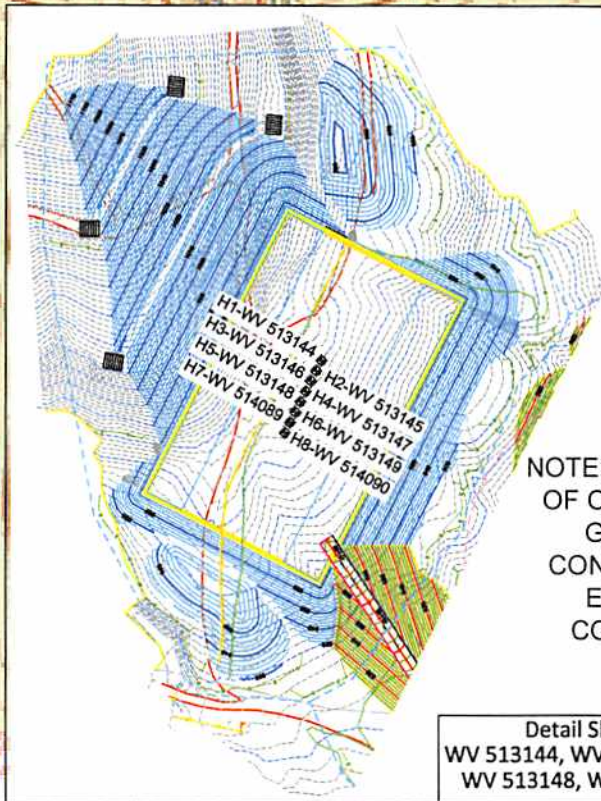 H1-WV 513144
H2-WV 513145
H3-WV 513146
H4-WV 513147
H5-WV 513148
H6-WV 513149
H7-WV 514089
H8-WV 514090
NOTE
OF C
G
CON
E
CO
Detail S
WV 513144, WV
WV 513148, W